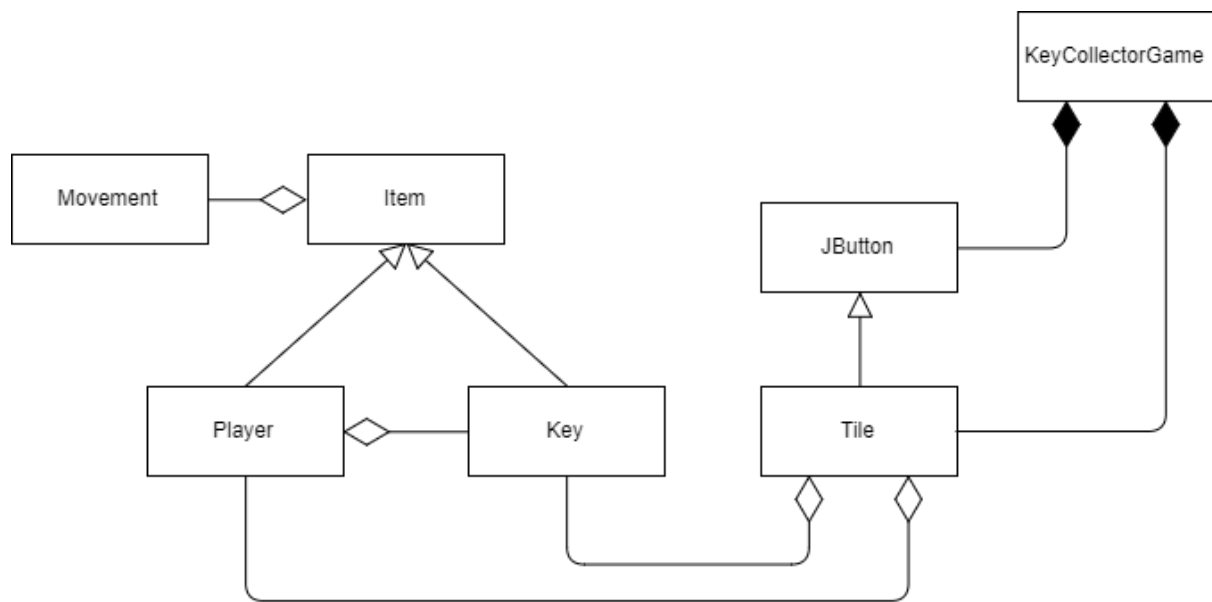 KeyCollectorGame
Movement
Item
JButton
Player
Key
Tile